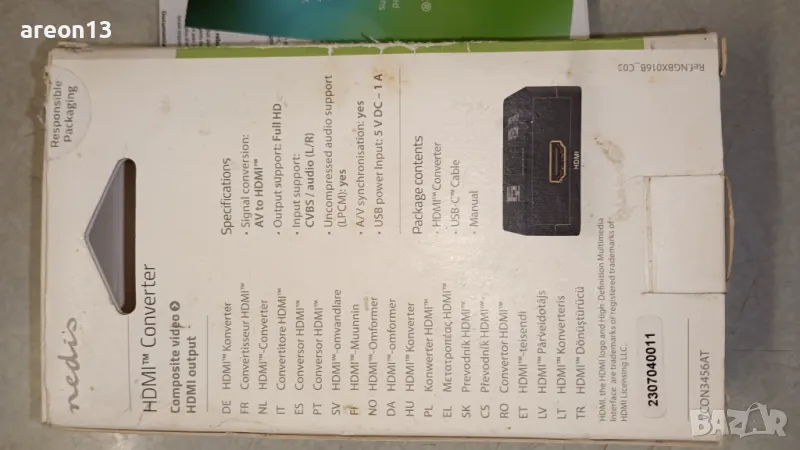 areon13
Responsible
Packaging
nedis
HDMI™ Converter
Composite video
HDMI output
DE HDMI™ Konverter
FR Convertisseur HDMI™
NL HDMI™-Converter
IT Convertitore HDMI™
ES Conversor HDMI™
PT Conversor HDMI™
SV HDMI™-omvandlare
FI HDMI™-Muunnin
NO HDMI™-Omformer
DA HDMI™-omformer
HU HDMI™ Konverter
PL Konwerter HDMI™
EL Μετατροπέας HDMI™
SK Prevodník HDMI™
CS Převodník HDMI™
RO Convertor HDMI™
ET HDMI™-teisendi
LV HDMI™ Pārveidotājs
LT HDMI™ Konverteris
TR HDMI™ Dönüştürücü
Specifications
• Signal conversion:
AV to HDMI™
• Output support: Full HD
• Input support:
CVBS / audio (L/R)
• Uncompressed audio support
(LPCM): yes
• A/V synchronisation: yes
• USB power Input: 5 V DC ⎓ 1 A
Package contents
• HDMI™ Converter
• USB-C™ Cable
• Manual
HDMI
HDMI, the HDMI logo and High-Definition Multimedia
Interface are trademarks or registered trademarks of
HDMI Licensing LLC.
2307040011
VCON3456AT
Ref.NGBX016B_C03
BAZAR